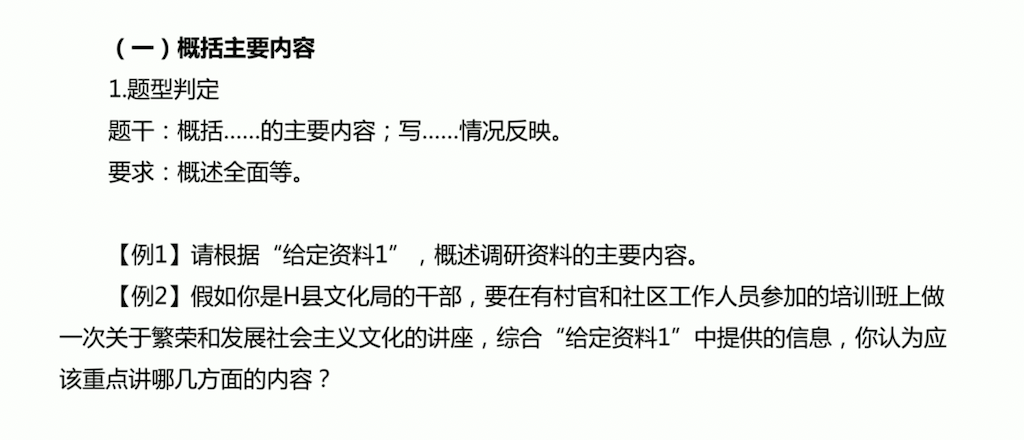 （一）概括主要内容
1.题型判定
题干：概括……的主要内容；写……情况反映。
要求：概述全面等。
【例1】请根据“给定资料1”，概述调研资料的主要内容。
【例2】假如你是H县文化局的干部，要在有村官和社区工作人员参加的培训班上做
一次关于繁荣和发展社会主义文化的讲座，综合“给定资料1”中提供的信息，你认为应
该重点讲哪几方面的内容？